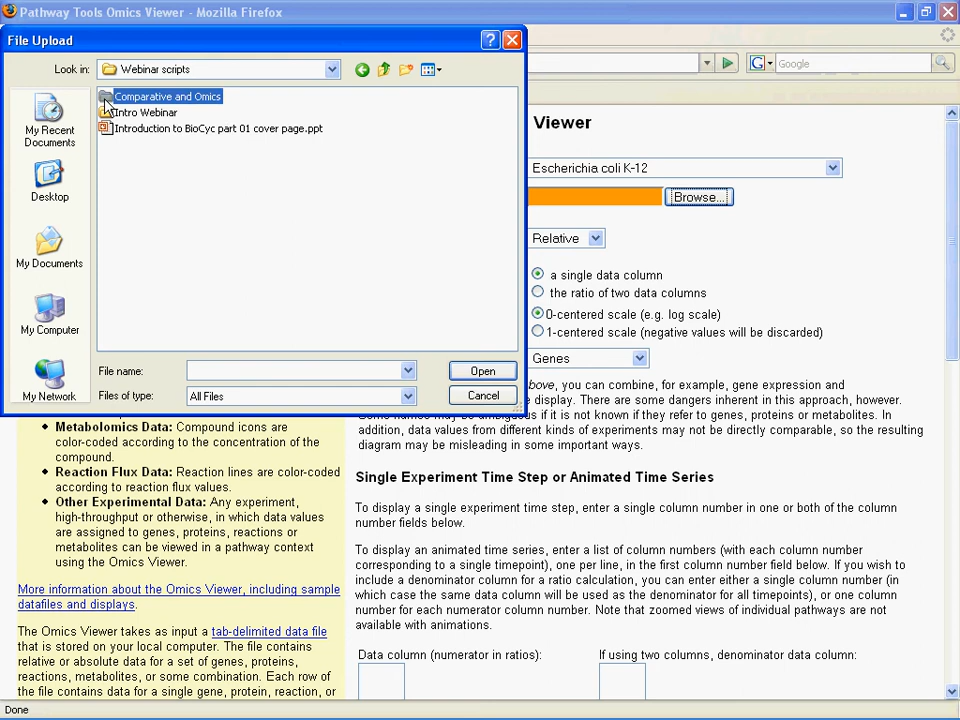 Pathway Tools Omics Viewer - Mozilla Firefox
File Upload
Look in:
Webinar scripts
Comparative and Omics
Intro Webinar
Introduction to BioCyc part 01 cover page.ppt
My Recent
Documents
Desktop
My Documents
My Computer
My Network
File name:
Open
Files of type:
All Files
Cancel
G
Google
Viewer
Escherichia coli K-12
Browse...
Relative
a single data column
the ratio of two data columns
0-centered scale (e.g. log scale)
1-centered scale (negative values will be discarded)
Genes
above, you can combine, for example, gene expression and
display. There are some dangers inherent in this approach, however.
Some names may be ambiguous if it is not known if they refer to genes, proteins or metabolites. In
addition, data values from different kinds of experiments may not be directly comparable, so the resulting
diagram may be misleading in some important ways.
Single Experiment Time Step or Animated Time Series
To display a single experiment time step, enter a single column number in one or both of the column
number fields below.
To display an animated time series, enter a list of column numbers (with each column number
corresponding to a single timepoint), one per line, in the first column number field below. If you wish to
include a denominator column for a ratio calculation, you can enter either a single column number (in
which case the same data column will be used as the denominator for all timepoints), or one column
number for each numerator column number. Note that zoomed views of individual pathways are not
available with animations.
Data column (numerator in ratios):
If using two columns, denominator data column:
Metabolomics Data: Compound icons are
color-coded according to the concentration of the
compound.
Reaction Flux Data: Reaction lines are color-coded
according to reaction flux values.
Other Experimental Data: Any experiment,
high-throughput or otherwise, in which data values
are assigned to genes, proteins, reactions or
metabolites can be viewed in a pathway context
using the Omics Viewer.
More information about the Omics Viewer, including sample
datafiles and displays.
The Omics Viewer takes as input a tab-delimited data file
that is stored on your local computer. The file contains
relative or absolute data for a set of genes, proteins,
reactions, metabolites, or some combination. Each row of
the file contains data for a single gene, protein, reaction, or
Done